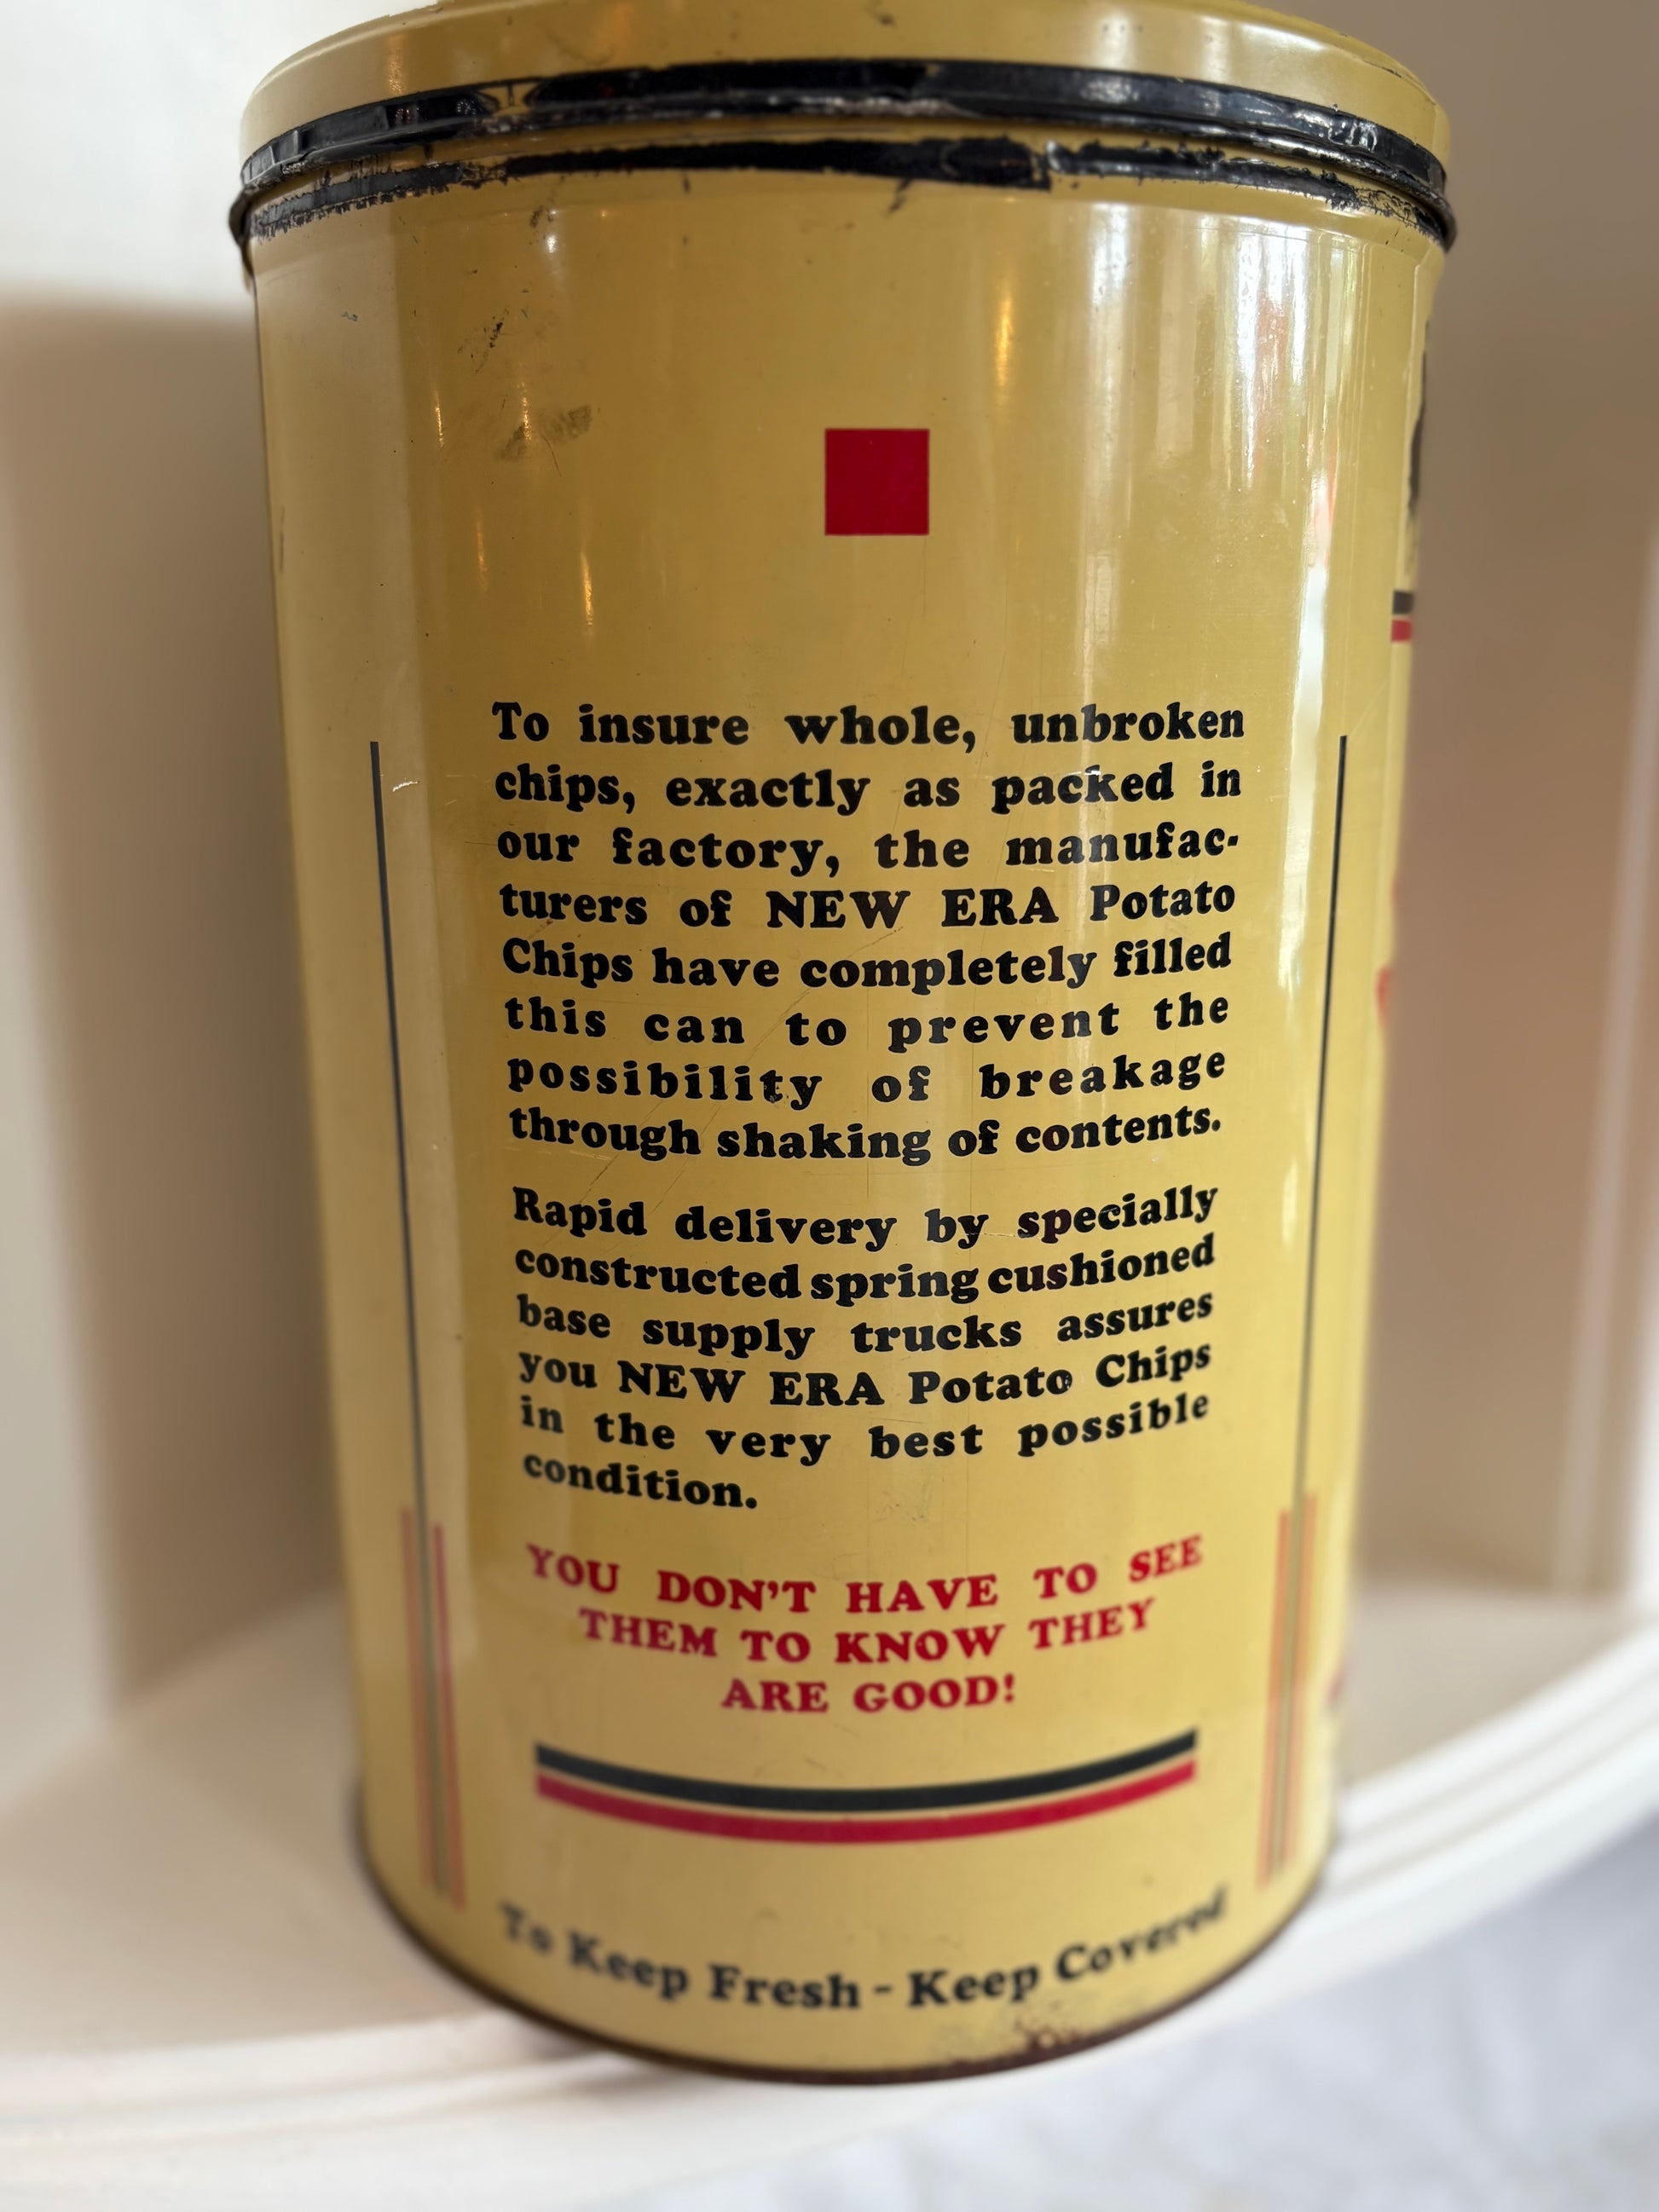 To insure whole, unbroken
chips, exactly as packed in
our factory, the manufac-
turers of NEW ERA Potato
Chips have completely filled
this can to prevent the
possibility of breakage
through shaking of contents.
Rapid delivery by specially
constructed spring cushioned
base supply trucks assures
you NEW ERA Potato Chips
in the very best possible
condition.
YOU DON'T HAVE TO SEE
THEM TO KNOW THEY
ARE GOOD!
To Keep Fresh - Keep Covered